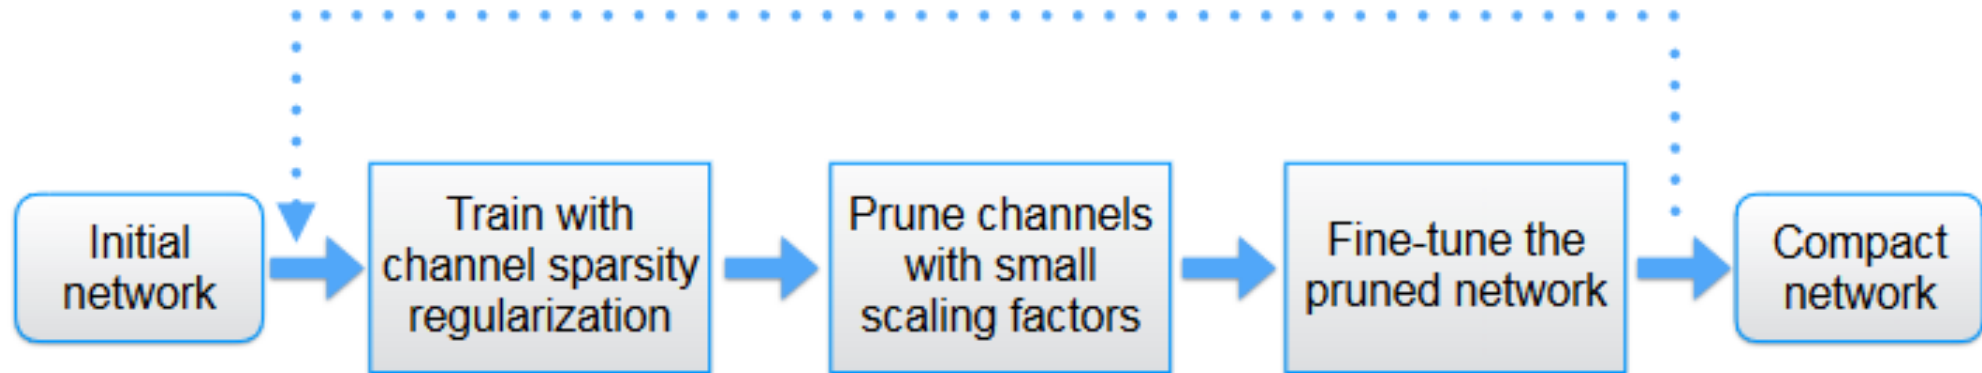 Initial
network
Train with
channel sparsity
regularization
Prune channels
with small
scaling factors
Fine-tune the
pruned network
Compact
network